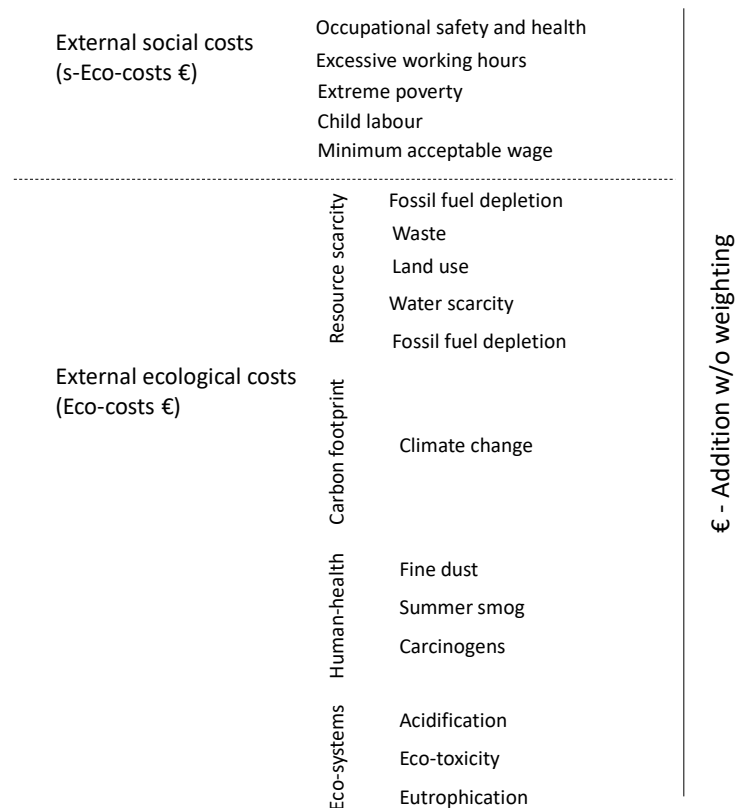 External social costs
(s-Eco-costs €)
Occupational safety and health
Excessive working hours
Extreme poverty
Child labour
Minimum acceptable wage
External ecological costs
(Eco-costs €)
Resource scarcity
Fossil fuel depletion
Waste
Land use
Water scarcity
Fossil fuel depletion
Carbon footprint
Climate change
Human-health
Fine dust
Summer smog
Carcinogens
Eco-systems
Acidification
Eco-toxicity
Eutrophication
€ - Addition w/o weighting